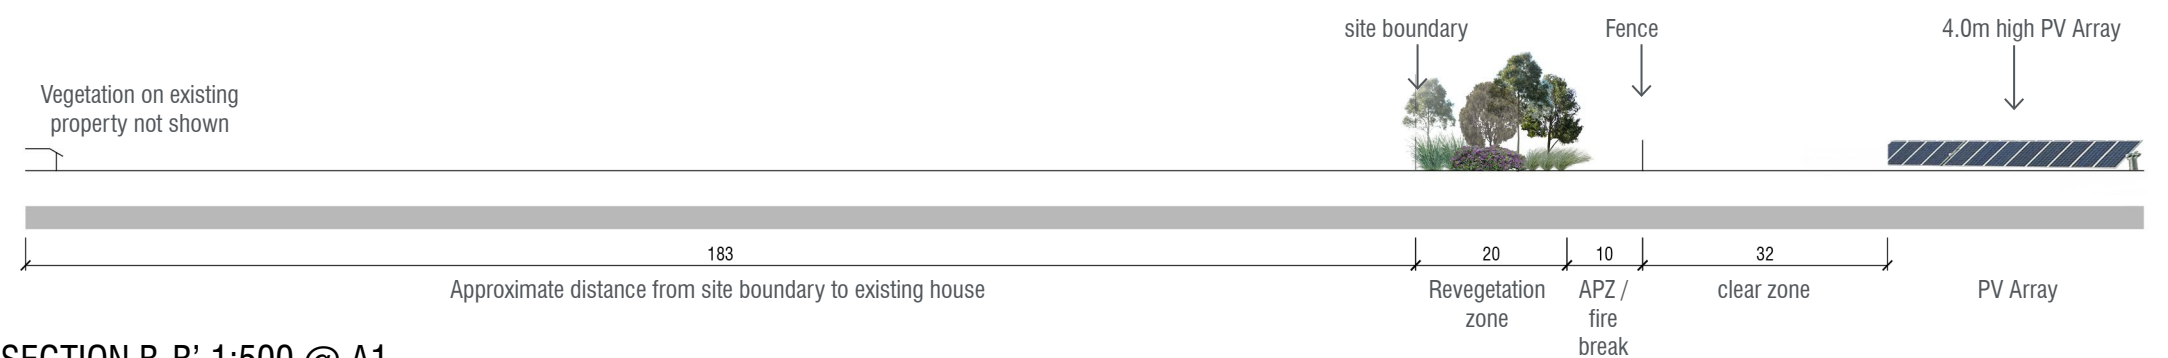 site boundary
Fence
4.0m high PV Array
Vegetation on existing
property not shown
183
20
10
32
Approximate distance from site boundary to existing house
Revegetation
zone
APZ /
fire
break
clear zone
PV Array
SECTION B-B’ 1:500 @ A1